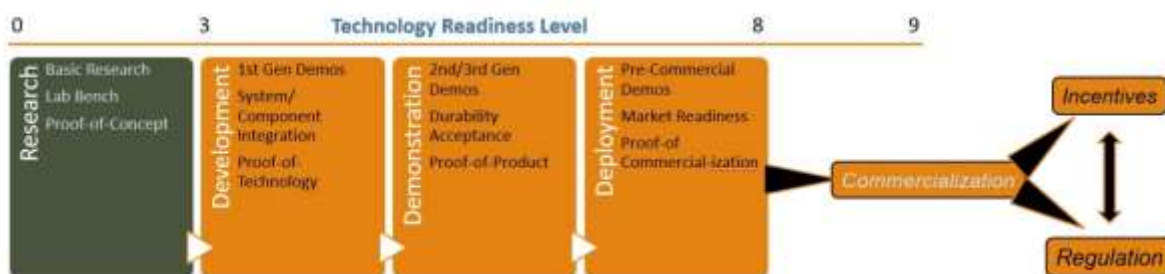 0 3 Technology Readiness Level 8 9
Research
Basic Research
Lab Bench
Proof-of-Concept
Development
1st Gen Demos
System/
Component
Integration
Proof-of-
Technology
Demonstration
2nd/3rd Gen
Demos
Durability
Acceptance
Proof-of-Product
Deployment
Pre-Commercial
Demos
Market Readiness
Proof-of
Commercial-ization
Commercialization
Incentives
Regulation